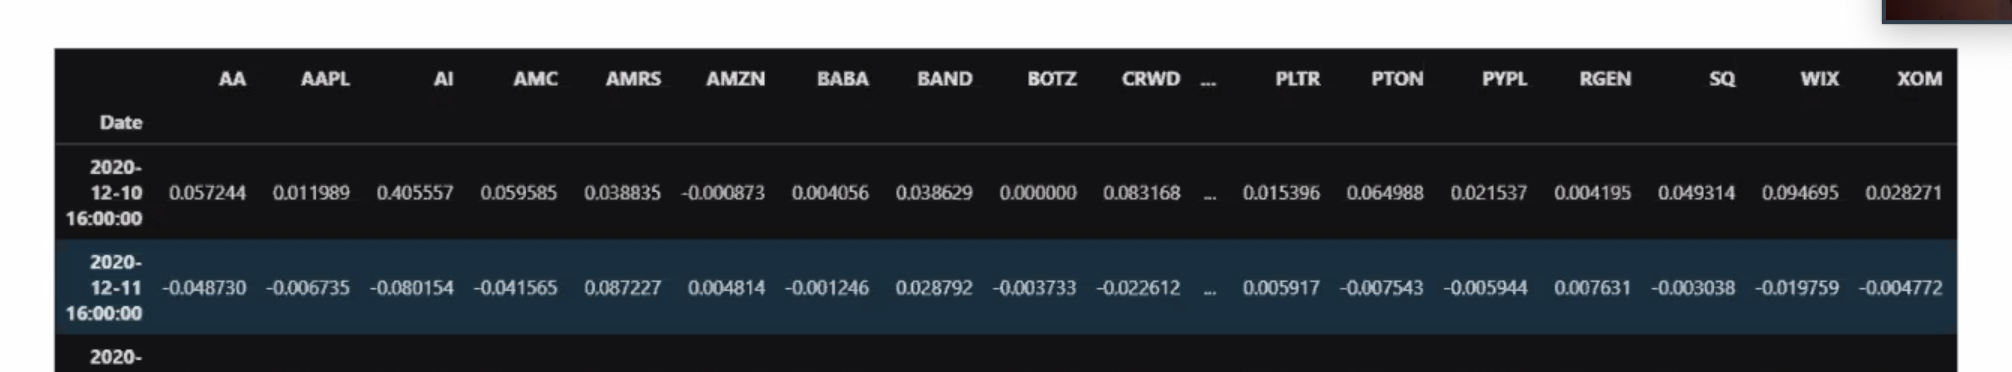 AA AAPL AI AMC AMRS AMZN BABA BAND BOTZ CRWD ... PLTR PTON PYPL RGEN SQ WIX XOM
Date
2020-
12-10 0.057244 0.011989 0.405557 0.059585 0.038835 -0.000873 0.004056 0.038629 0.000000 0.083168 ... 0.015396 0.064988 0.021537 0.004195 0.049314 0.094695 0.028271
16:00:00
2020-
12-11 -0.048730 -0.006735 -0.080154 -0.041565 0.087227 0.004814 -0.001246 0.028792 -0.003733 -0.022612 ... 0.005917 -0.007543 -0.005944 0.007631 -0.003038 -0.019759 -0.004772
16:00:00
2020-